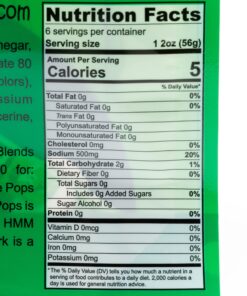 .com
negar,
ate 80
olors),
assium
cerine,
Blends
0 for:
e Pops
Pops is
HMM
rk is a
Nutrition Facts
6 servings per container
Serving size 1 2oz (56g)
Amount Per Serving
Calories 5
% Daily Value*
Total Fat 0g 0%
Saturated Fat 0g 0%
Trans Fat 0g
Polyunsaturated Fat 0g
Monounsaturated Fat 0g
Cholesterol 0mg 0%
Sodium 500mg 20%
Total Carbohydrate 2g 1%
Dietary Fiber 0g 0%
Total Sugars 0g
Includes 0g Added Sugars 0%
Sugar Alcohol 0g
Protein 0g 0%
Vitamin D 0mcg 0%
Calcium 0mg 0%
Iron 0mg 0%
Potassium 0mg 0%
*The % Daily Value (DV) tells you how much a nutrient in a
serving of food contributes to a daily diet. 2,000 calories a
day is used for general nutrition advice.